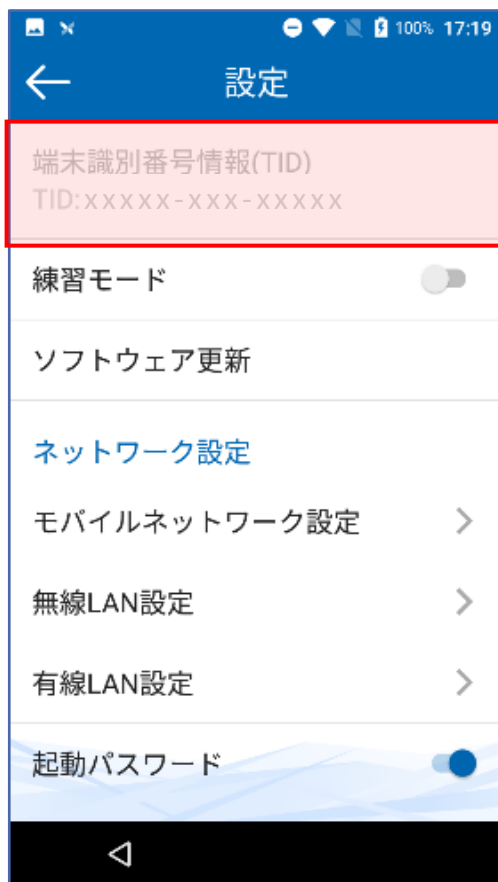 100% 17:19
設定
端末識別番号情報(TID)
TID:xxxxx-xxx-xxxxx
練習モード
ソフトウェア更新
ネットワーク設定
モバイルネットワーク設定
無線LAN設定
有線LAN設定
起動パスワード